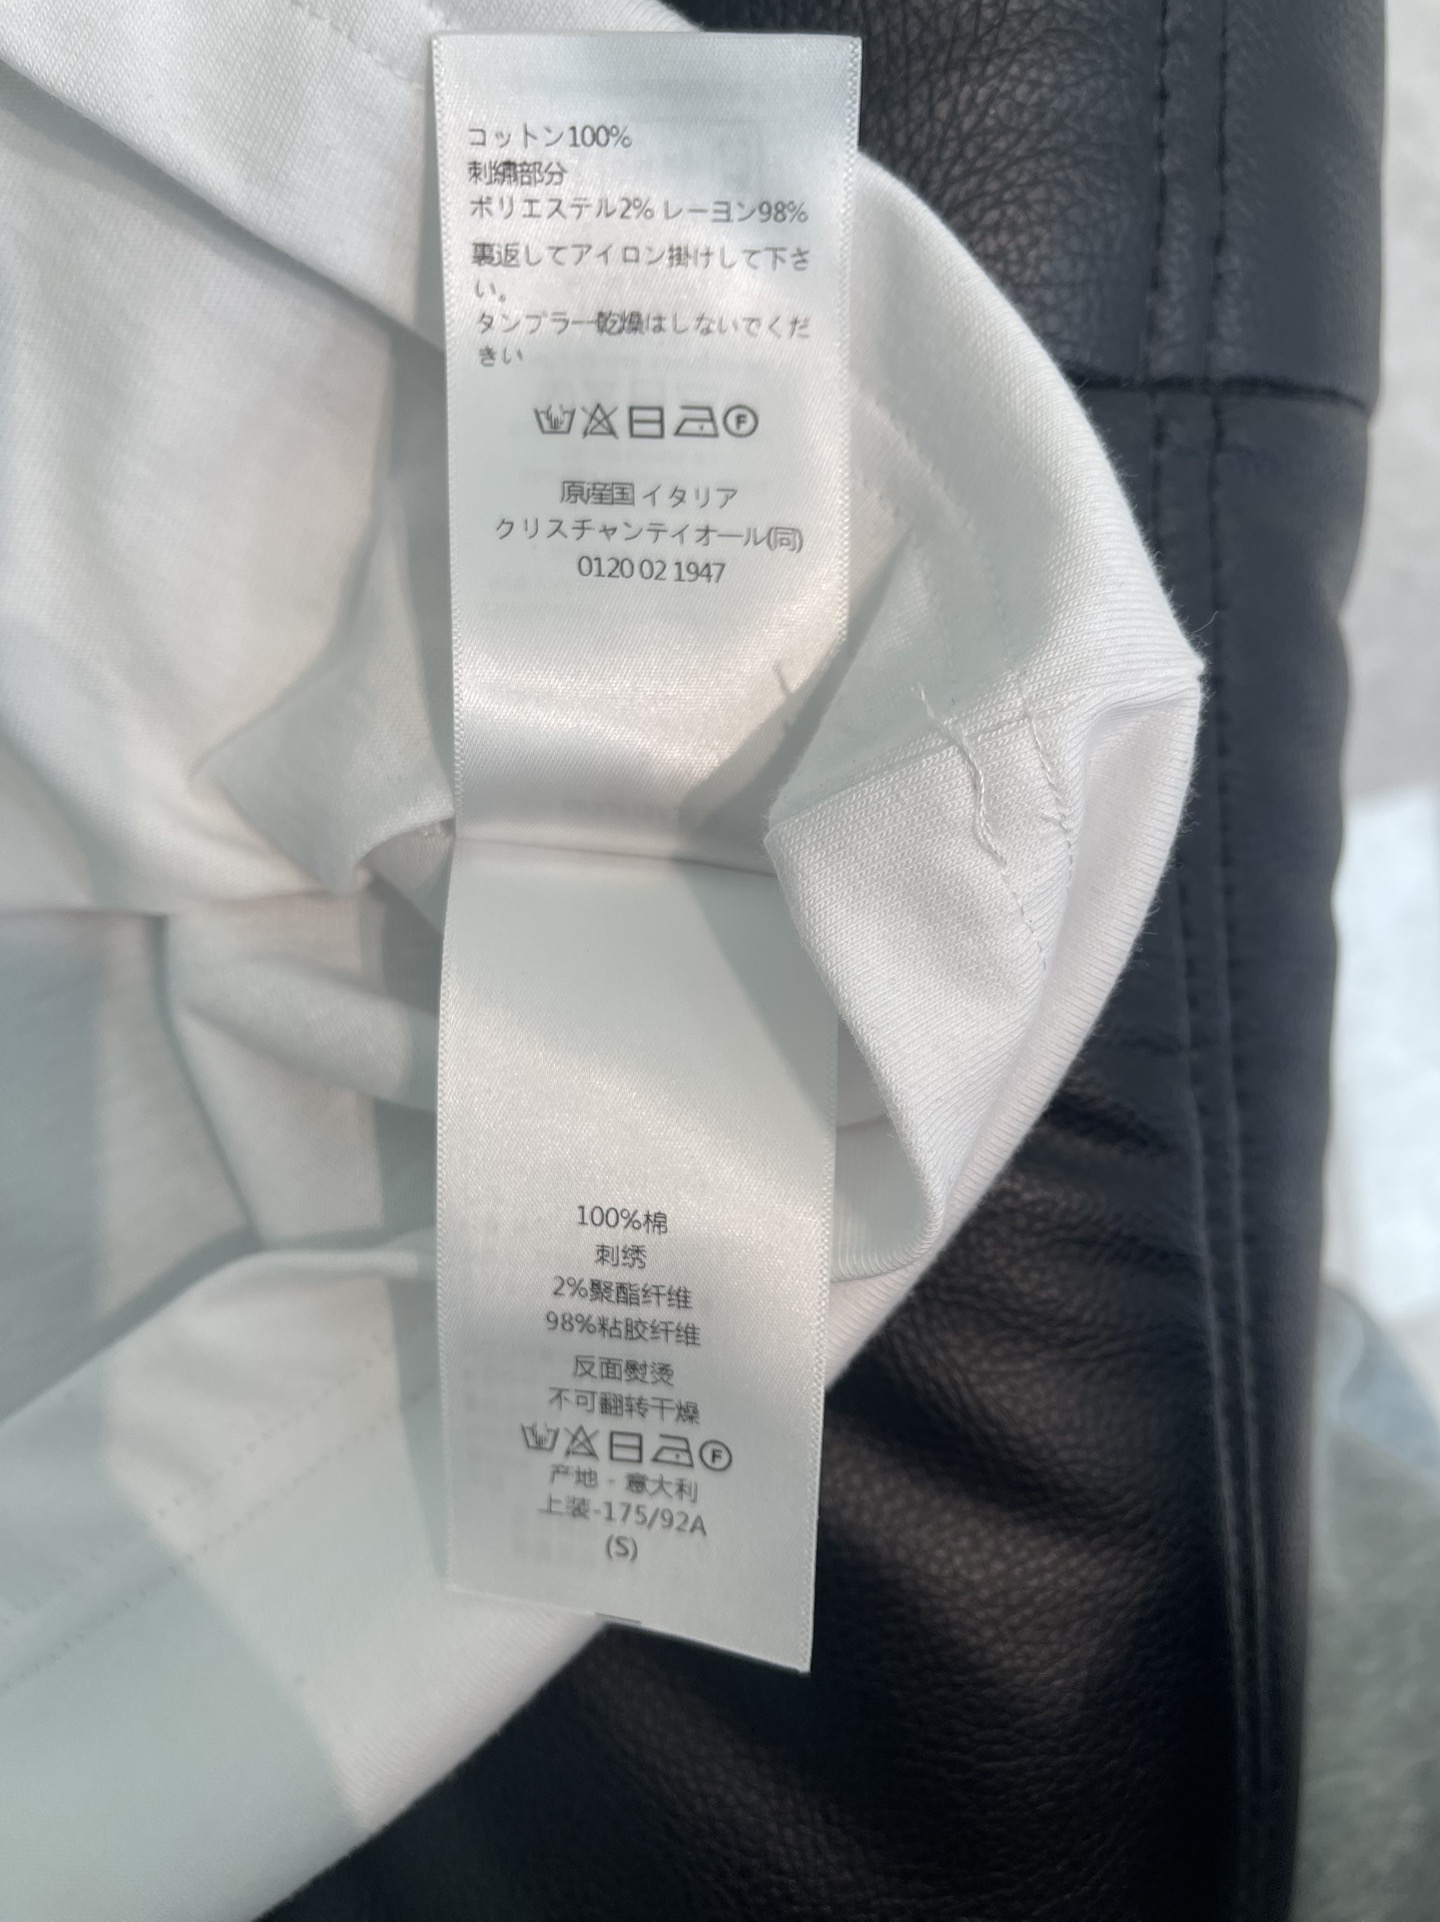 コットン100%
刺繍部分
ポリエステル2% レーヨン98%
裏返してアイロン掛けして下さ
い。
タンブラー乾燥はしないでくだ
さい
F
原産国 イタリア
クリスチャンディオール(同)
0120 02 1947
100%棉
刺绣
2%聚酯纤维
98%粘胶纤维
反面熨烫
不可翻转干燥
F
产地 - 意大利
上装-175/92A
(S)